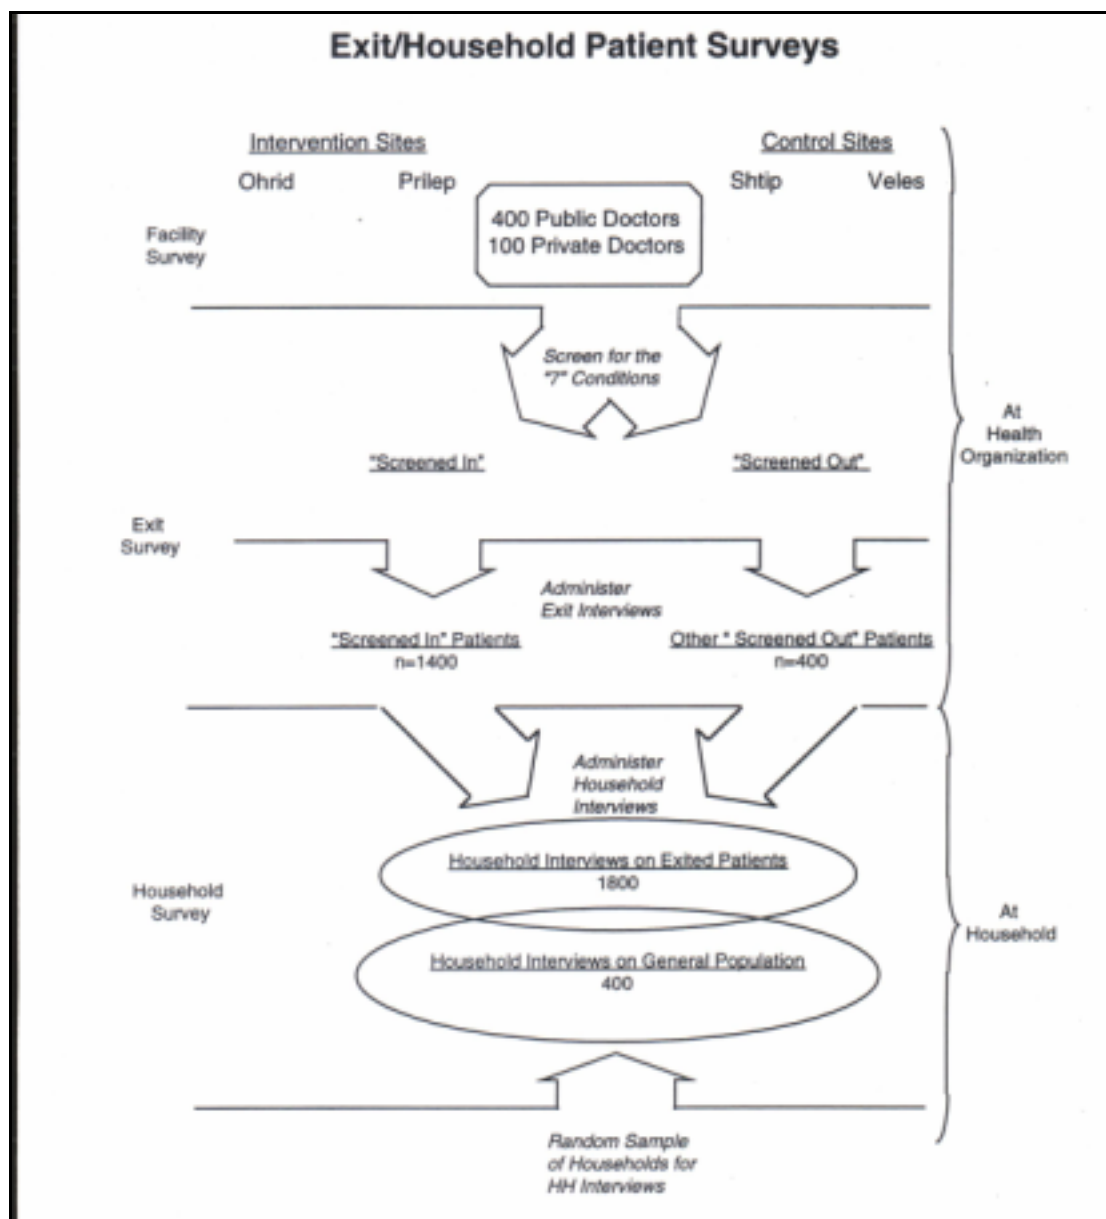 Exit/Household Patient Surveys
Intervention Sites
Control Sites
Ohrid
Prilep
Shtip
Veles
Facility
Survey
400 Public Doctors
100 Private Doctors
Screen for the
"7" Conditions
At
Health
Organization
"Screened In"
"Screened Out"
Exit
Survey
Administer
Exit Interviews
"Screened In" Patients
n=1400
Other " Screened Out" Patients
n=400
Administer
Household
Interviews
Household Interviews on Exited Patients
1800
Household
Survey
At
Household
Household Interviews on General Population
400
Random Sample
of Households for
HH Interviews